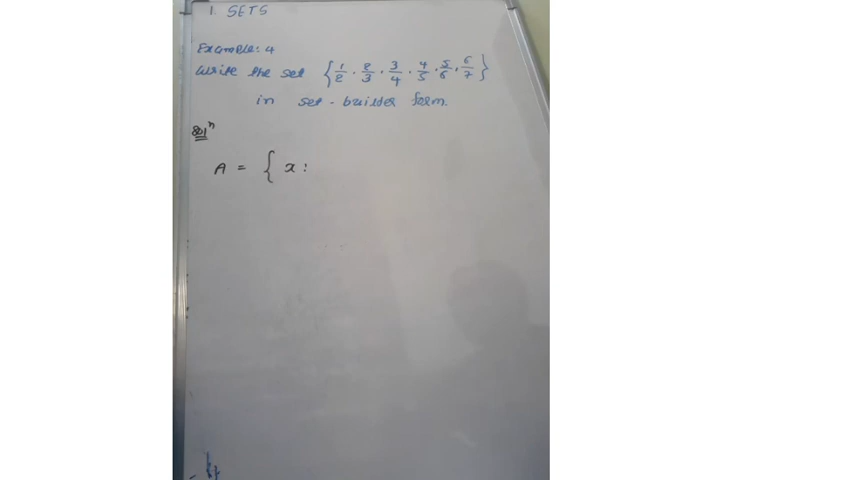 1. SETS
Example: 4
Write the set { 1/2, 2/3, 3/4, 4/5, 5/6, 6/7 }
in set-builder form.
Solⁿ
A = { x :